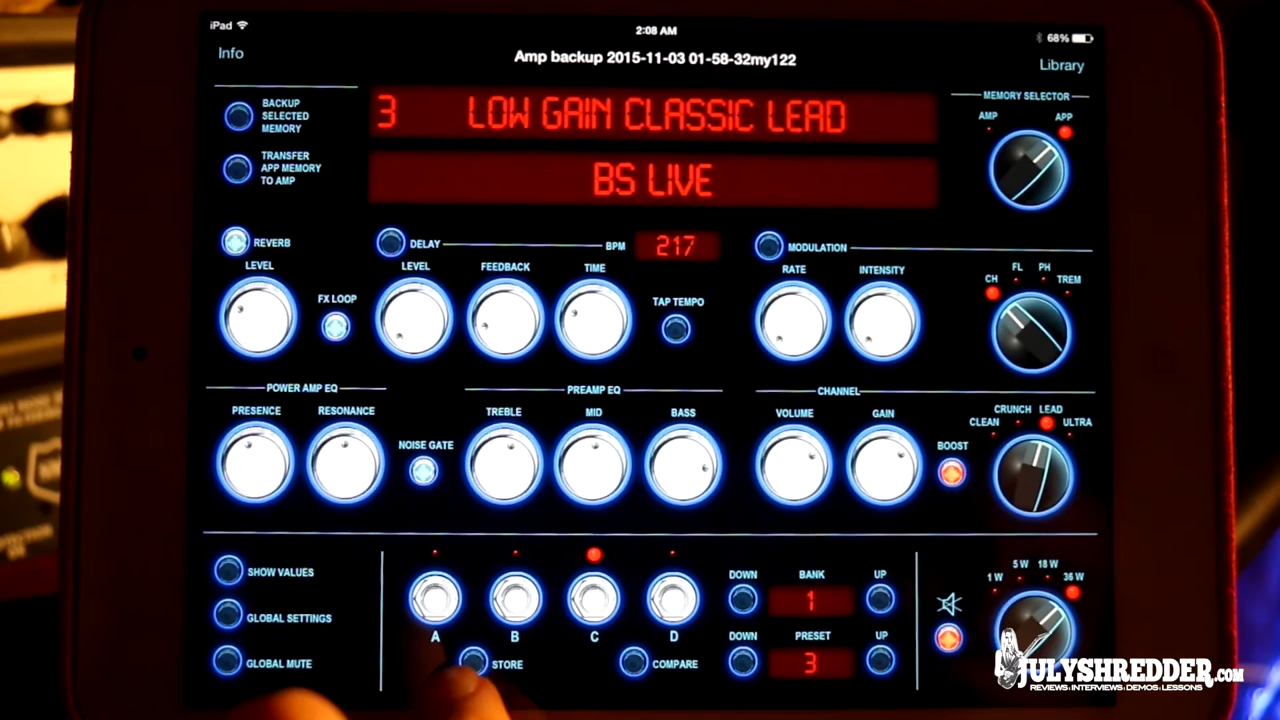 iPad
2:08 AM
68%
Info
Amp backup 2015-11-03 01-58-32my122
Library
BACKUP
SELECTED
MEMORY
TRANSFER
APP MEMORY
TO AMP
3 LOW GAIN CLASSIC LEAD
BS LIVE
MEMORY SELECTOR
AMP APP
REVERB
DELAY
BPM 217
MODULATION
LEVEL
FX LOOP
LEVEL FEEDBACK TIME
TAP TEMPO
RATE INTENSITY
CH FL PH TREM
POWER AMP EQ
PREAMP EQ
CHANNEL
PRESENCE RESONANCE
NOISE GATE
TREBLE MID BASS
VOLUME GAIN
BOOST
CLEAN CRUNCH LEAD ULTRA
SHOW VALUES
GLOBAL SETTINGS
GLOBAL MUTE
A B C D
STORE
COMPARE
DOWN BANK UP
1
DOWN PRESET UP
3
1 W 5 W 18 W 36 W
JULYSHREDDER.COM
REVIEWS:INTERVIEWS:DEMOS:LESSONS